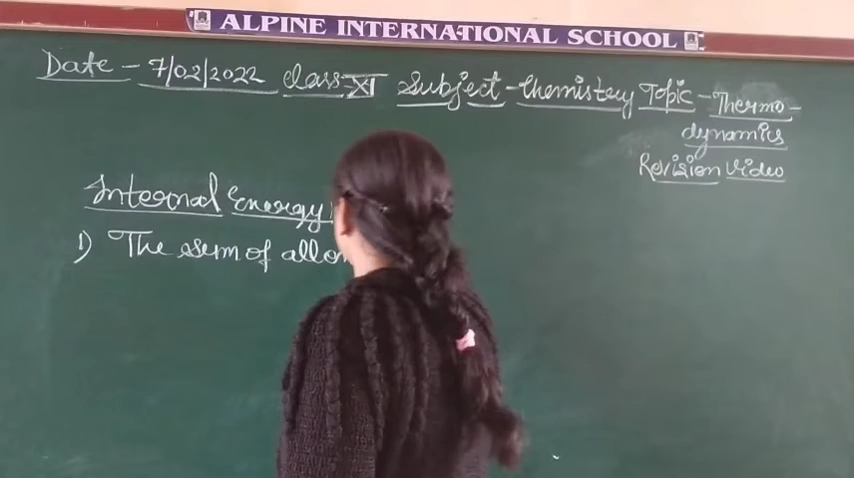 ALPINE INTERNATIONAL SCHOOL
Date - 7/02/2022 Class-XI Subject-Chemistery Topic-Thermo-
dynamics
Revision Video
Internal Energy
1) The sum of all